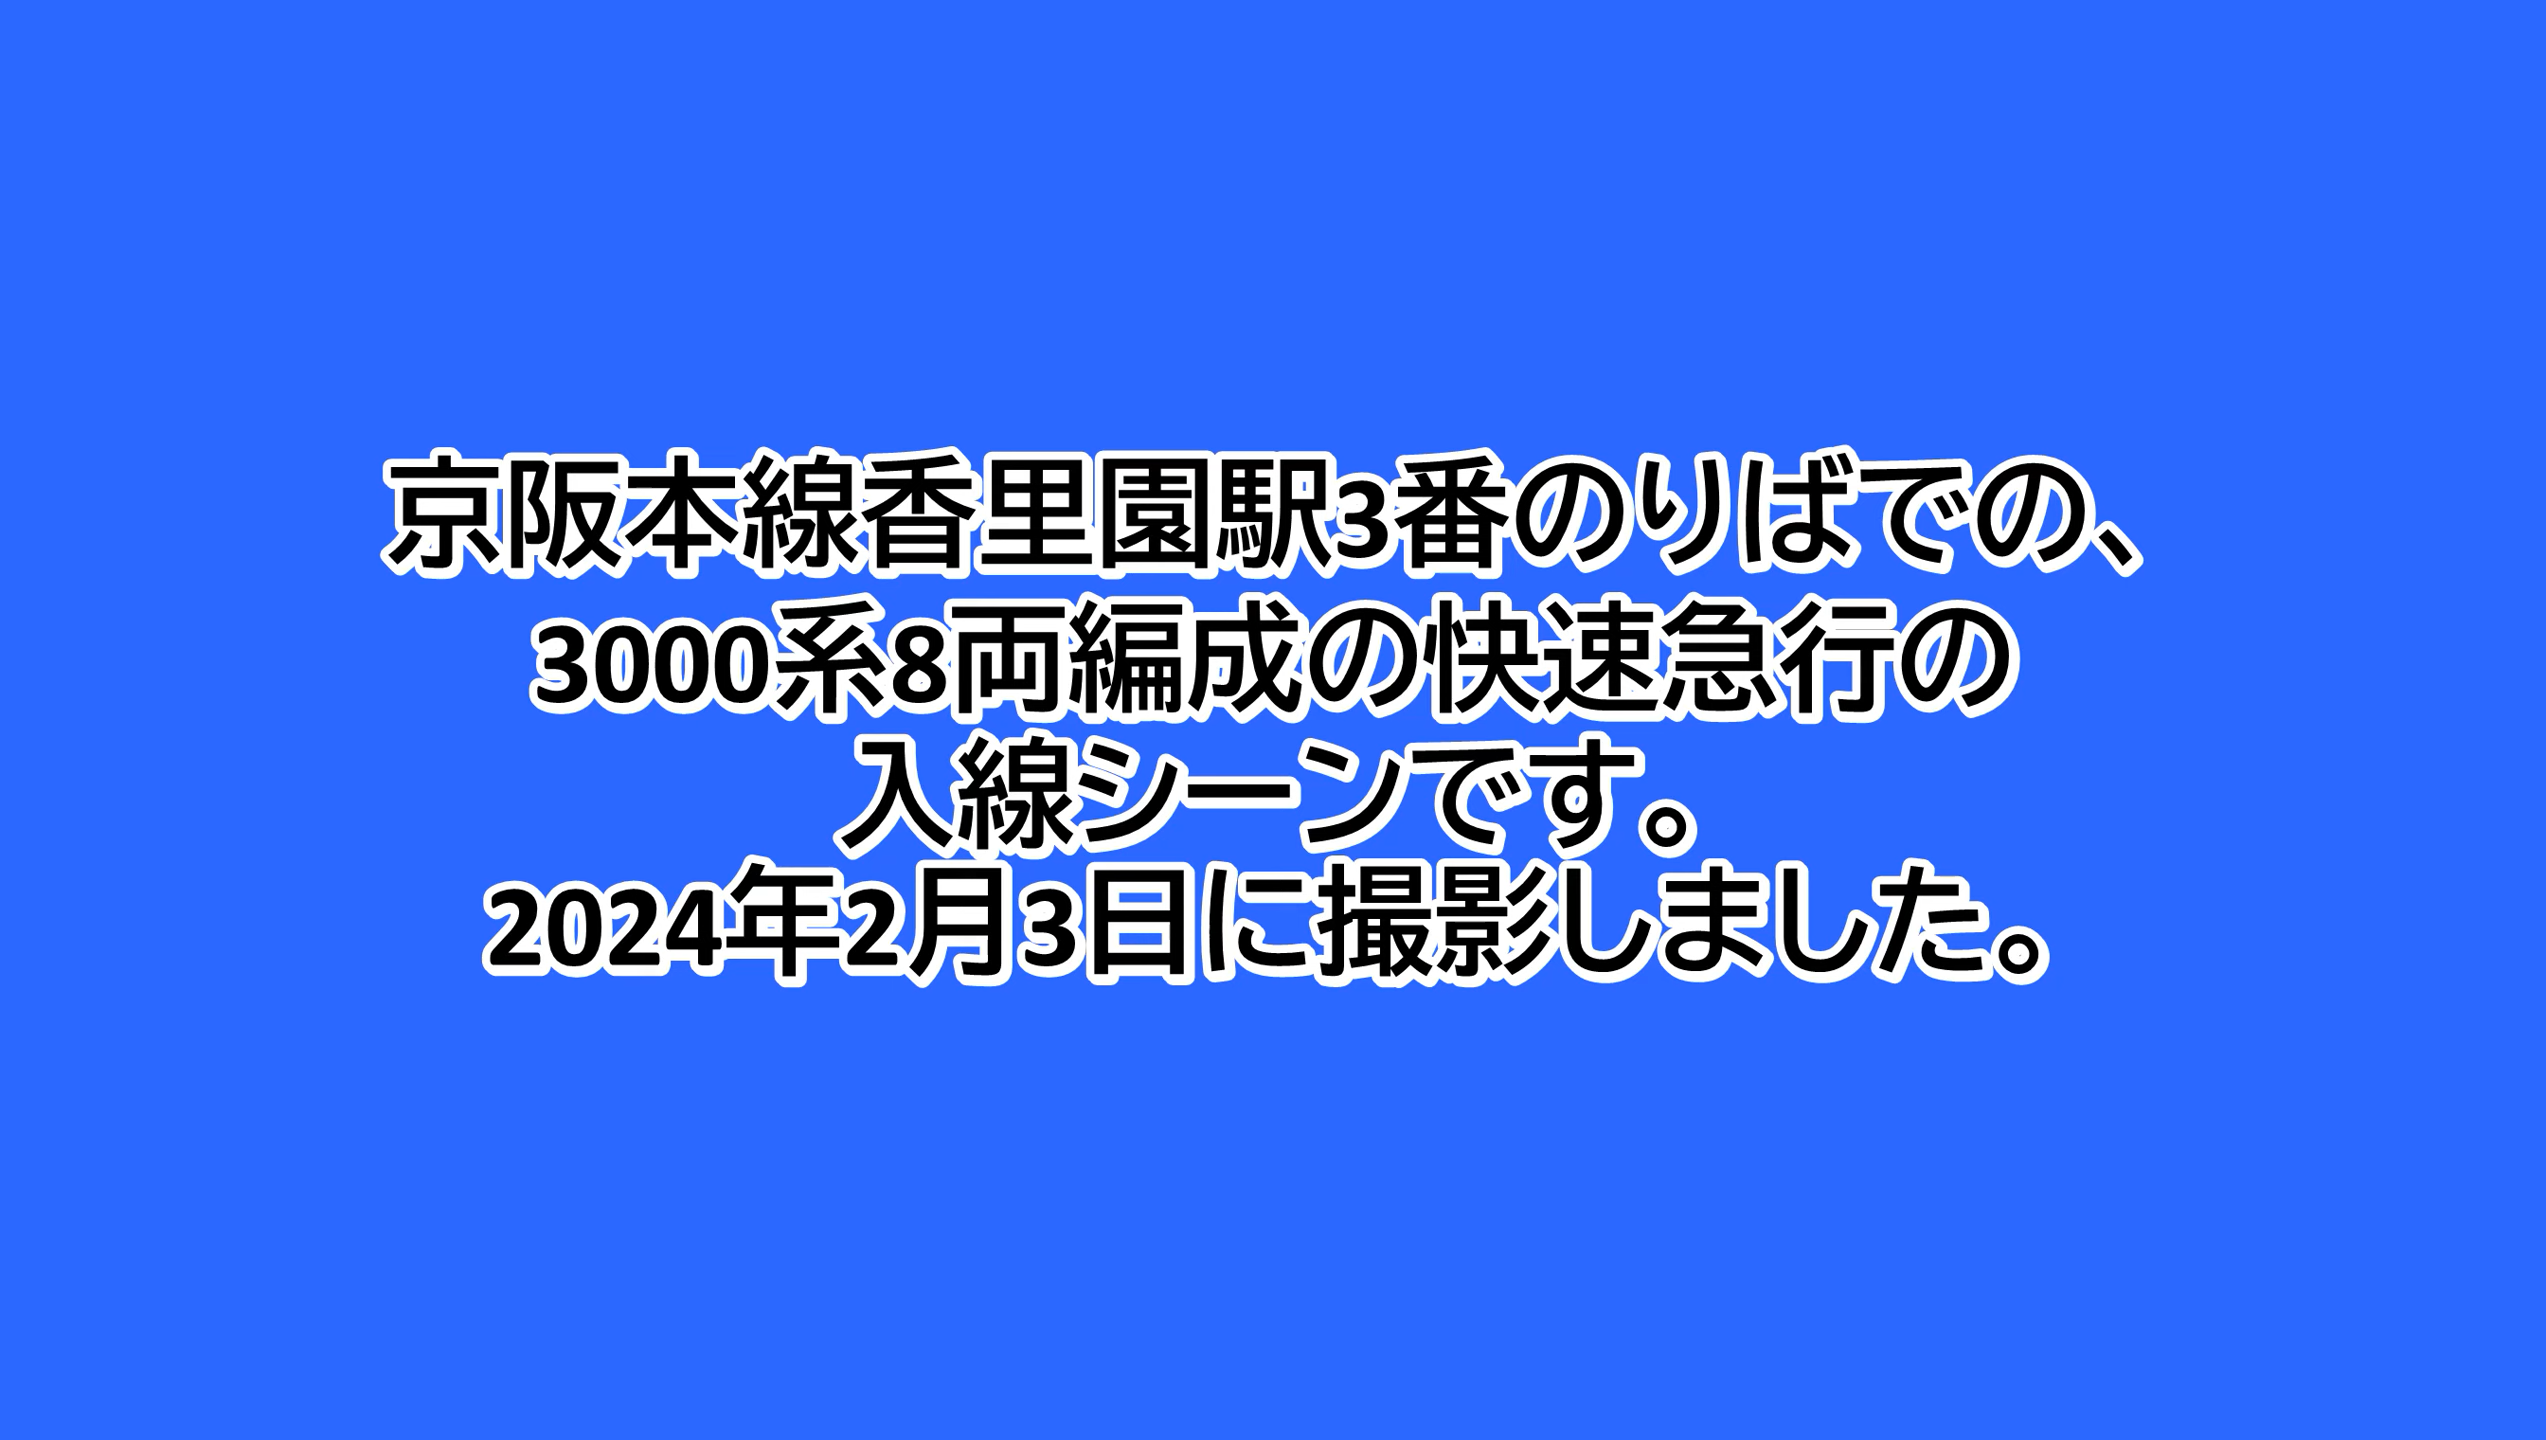 京阪本線香里園駅3番のりばでの、
3000系8両編成の快速急行の
入線シーンです。
2024年2月3日に撮影しました。